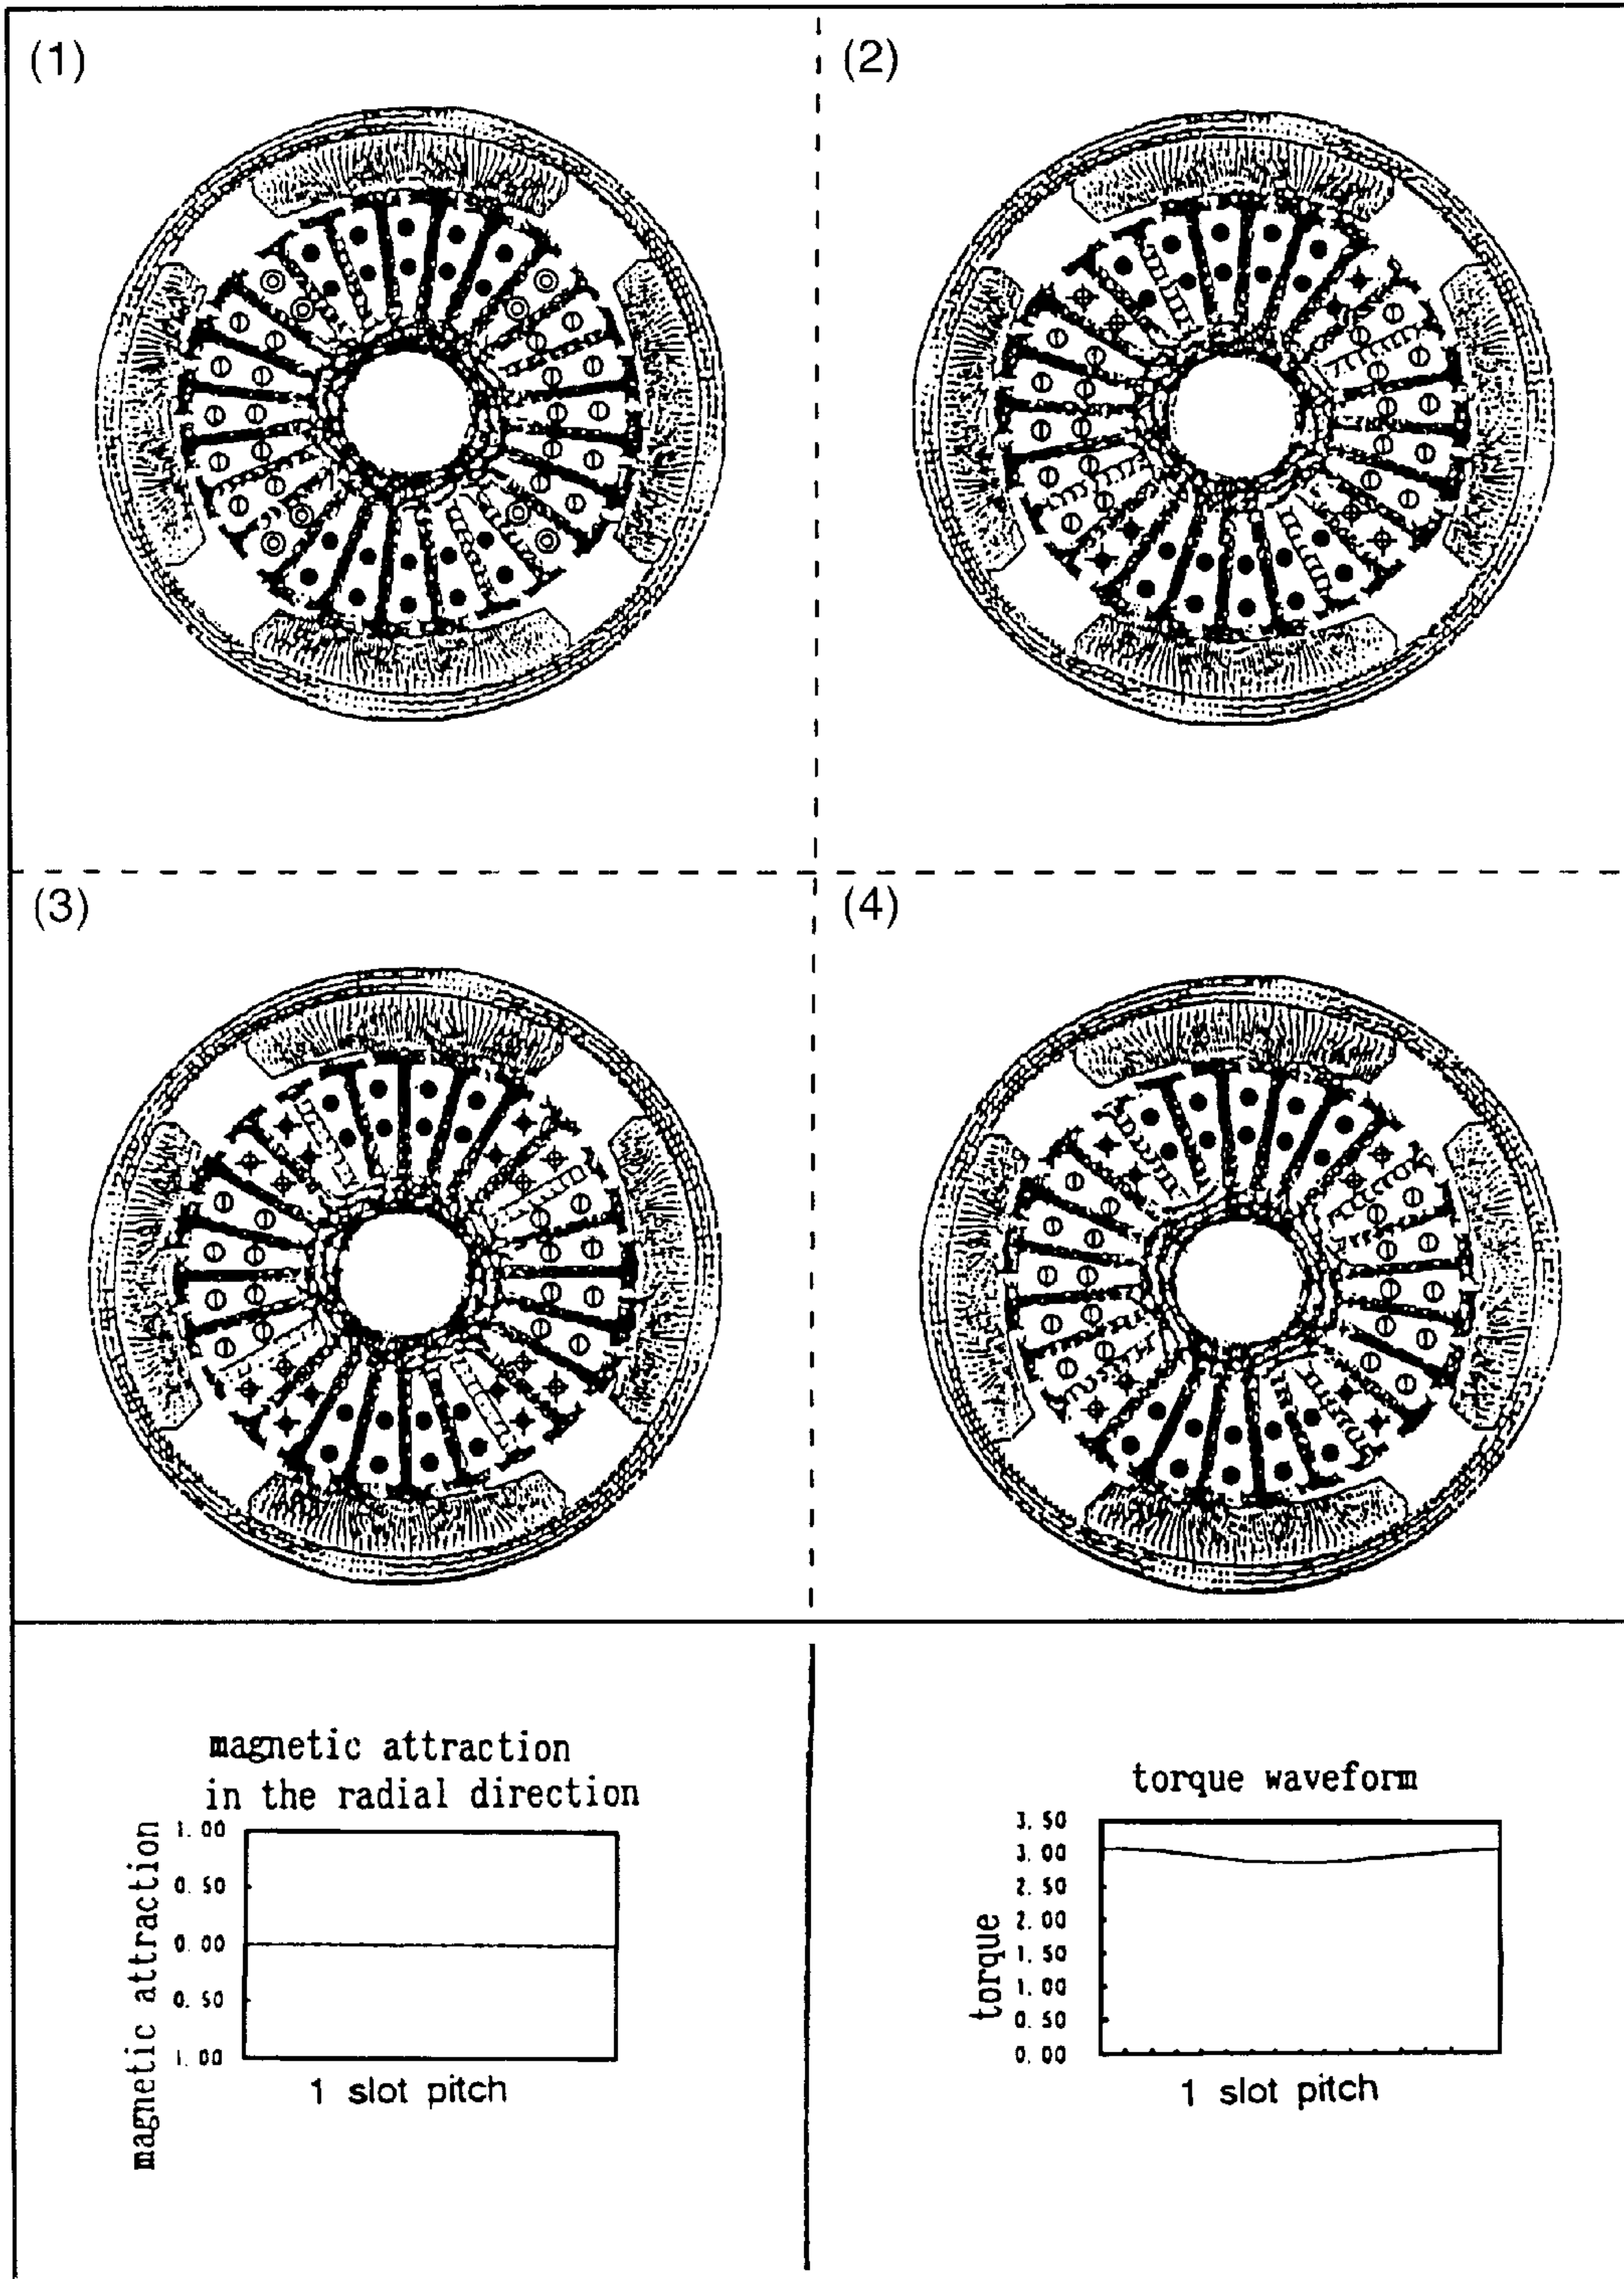 (1)
(2)
(3)
(4)
magnetic attraction
in the radial direction
magnetic attraction
1.00
0.50
0.00
0.50
1.00
1 slot pitch
torque waveform
torque
3.50
3.00
2.50
2.00
1.50
1.00
0.50
0.00
1 slot pitch